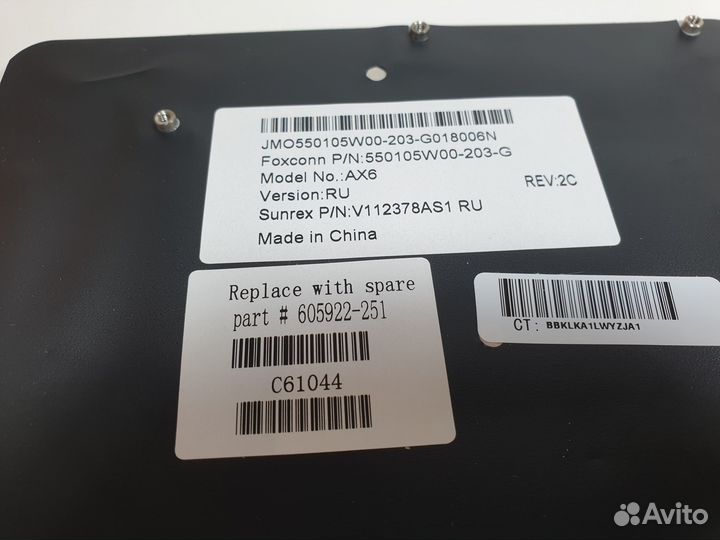 JMO550105W00-203-G018006N
Foxconn P/N:550105W00-203-G
Model No.:AX6
Version:RU
REV:2C
Sunrex P/N:V112378AS1 RU
Made in China
Replace with spare
part # 605922-251
C61044
CT: BBKLKA1LWYZJA1
Avito